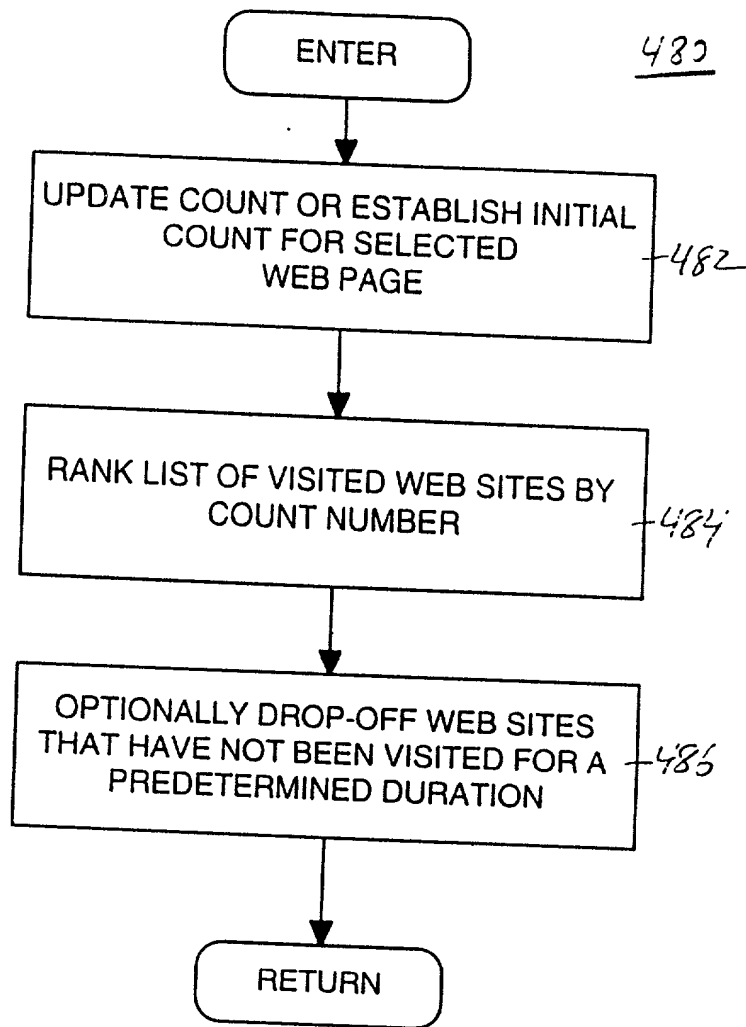 ENTER
480
UPDATE COUNT OR ESTABLISH INITIAL
COUNT FOR SELECTED
WEB PAGE
482
RANK LIST OF VISITED WEB SITES BY
COUNT NUMBER
484
OPTIONALLY DROP-OFF WEB SITES
THAT HAVE NOT BEEN VISITED FOR A
PREDETERMINED DURATION
486
RETURN